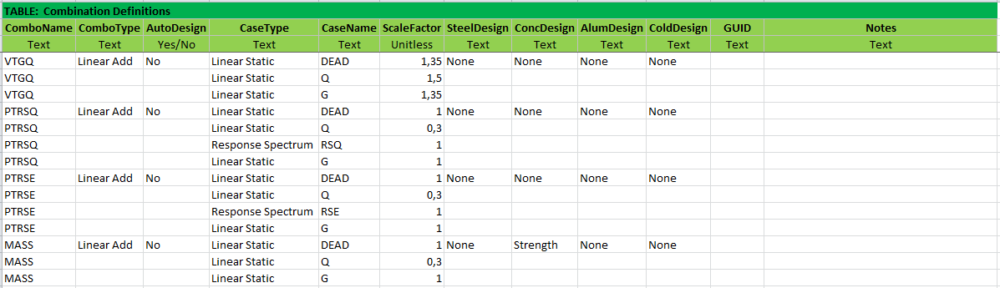 TABLE: Combination Definitions
ComboName ComboType AutoDesign CaseType CaseName ScaleFactor SteelDesign ConcDesign AlumDesign ColdDesign GUID Notes
Text Text Yes/No Text Text Unitless Text Text Text Text Text Text
VTGQ Linear Add No Linear Static DEAD 1,35 None None None None
VTGQ Linear Static Q 1,5
VTGQ Linear Static G 1,35
PTRSQ Linear Add No Linear Static DEAD 1 None None None None
PTRSQ Linear Static Q 0,3
PTRSQ Response Spectrum RSQ 1
PTRSQ Linear Static G 1
PTRSE Linear Add No Linear Static DEAD 1 None None None None
PTRSE Linear Static Q 0,3
PTRSE Response Spectrum RSE 1
PTRSE Linear Static G 1
MASS Linear Add No Linear Static DEAD 1 None Strength None None
MASS Linear Static Q 0,3
MASS Linear Static G 1